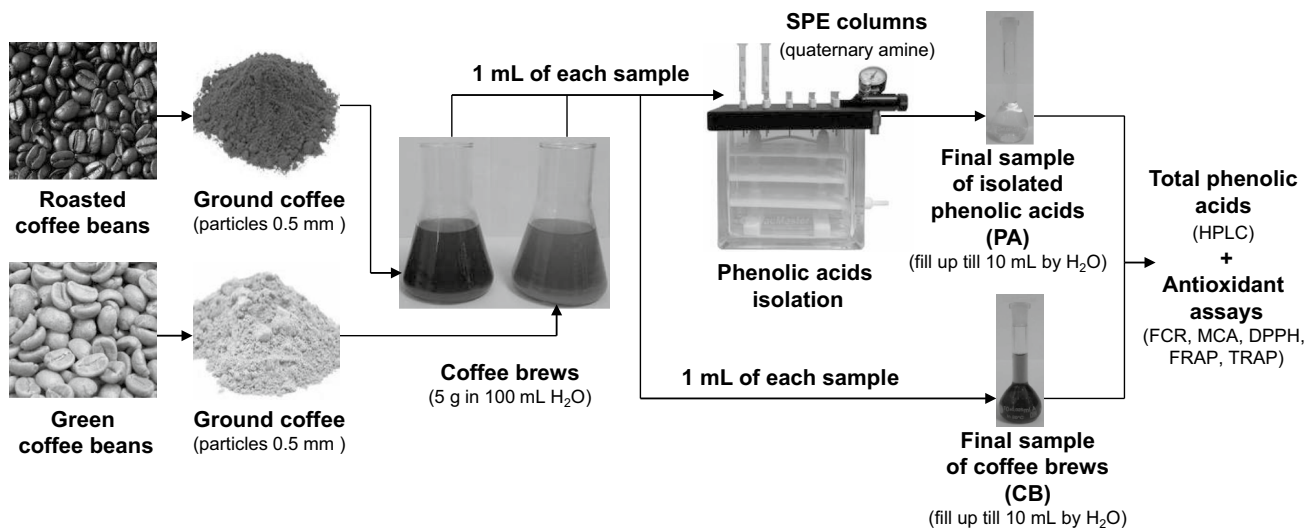 Roasted
coffee beans
Ground coffee
(particles 0.5 mm )
Green
coffee beans
Ground coffee
(particles 0.5 mm )
1 mL of each sample
Coffee brews
(5 g in 100 mL H₂O)
SPE columns
(quaternary amine)
Phenolic acids
isolation
1 mL of each sample
Final sample
of isolated
phenolic acids
(PA)
(fill up till 10 mL by H₂O)
Final sample
of coffee brews
(CB)
(fill up till 10 mL by H₂O)
Total phenolic
acids
(HPLC)
+
Antioxidant
assays
(FCR, MCA, DPPH,
FRAP, TRAP)